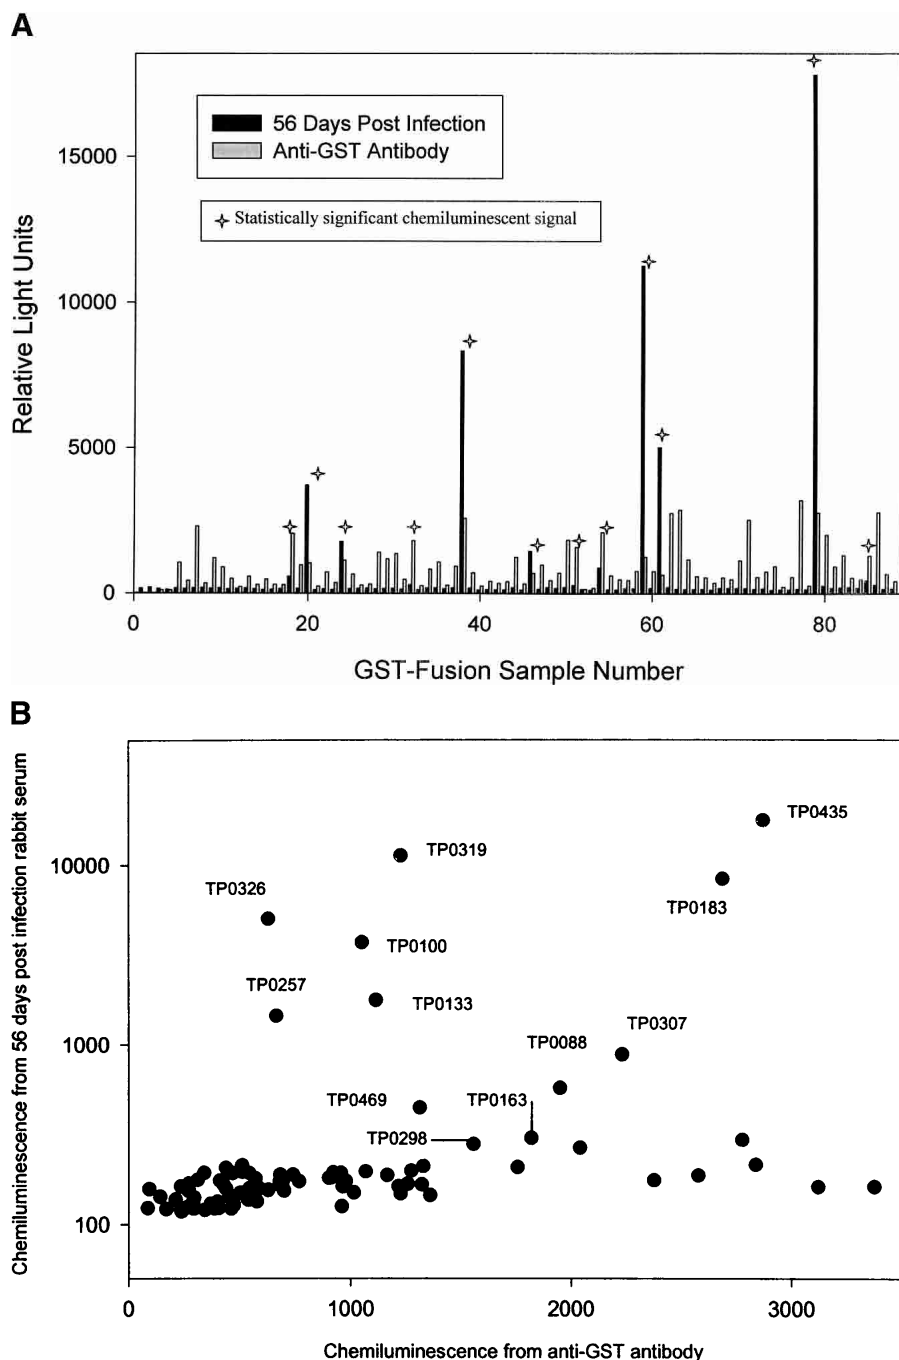 A
56 Days Post Infection
Anti-GST Antibody
Statistically significant chemiluminescent signal
Relative Light Units
15000
10000
5000
0
0
20
40
60
80
GST-Fusion Sample Number
B
Chemiluminescence from 56 days post infection rabbit serum
10000
1000
100
TP0435
TP0319
TP0326
TP0183
TP0100
TP0257
TP0133
TP0307
TP0088
TP0469
TP0163
TP0298
0
1000
2000
3000
Chemiluminescence from anti-GST antibody